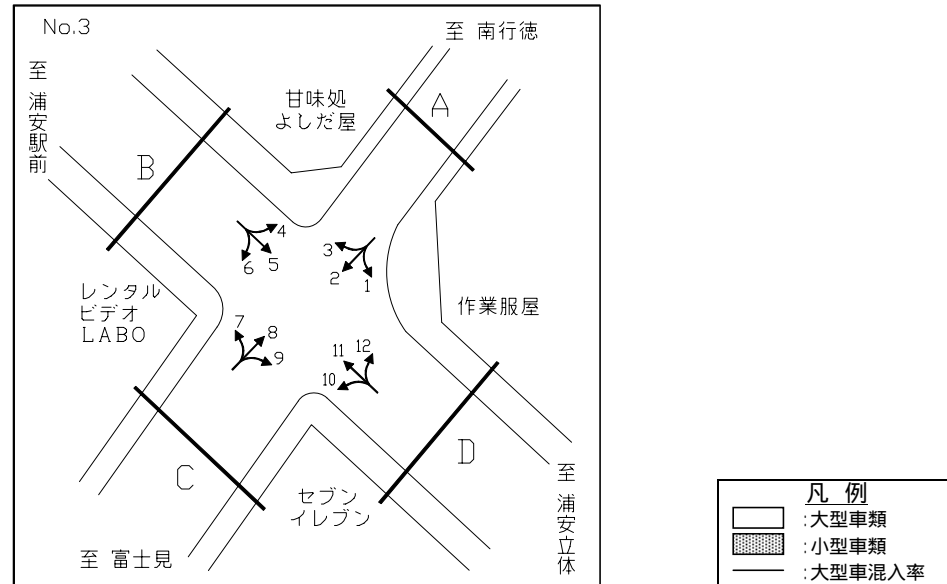 No.3
至 南行徳
至 浦安駅前
甘味処
よしだ屋
A
B
4
5
6
3
2
1
レンタル
ビデオ
LABO
作業服屋
7
8
9
11
12
10
C
D
セブン
イレブン
至 富士見
至 浦安立体
凡 例
:大型車類
:小型車類
:大型車混入率